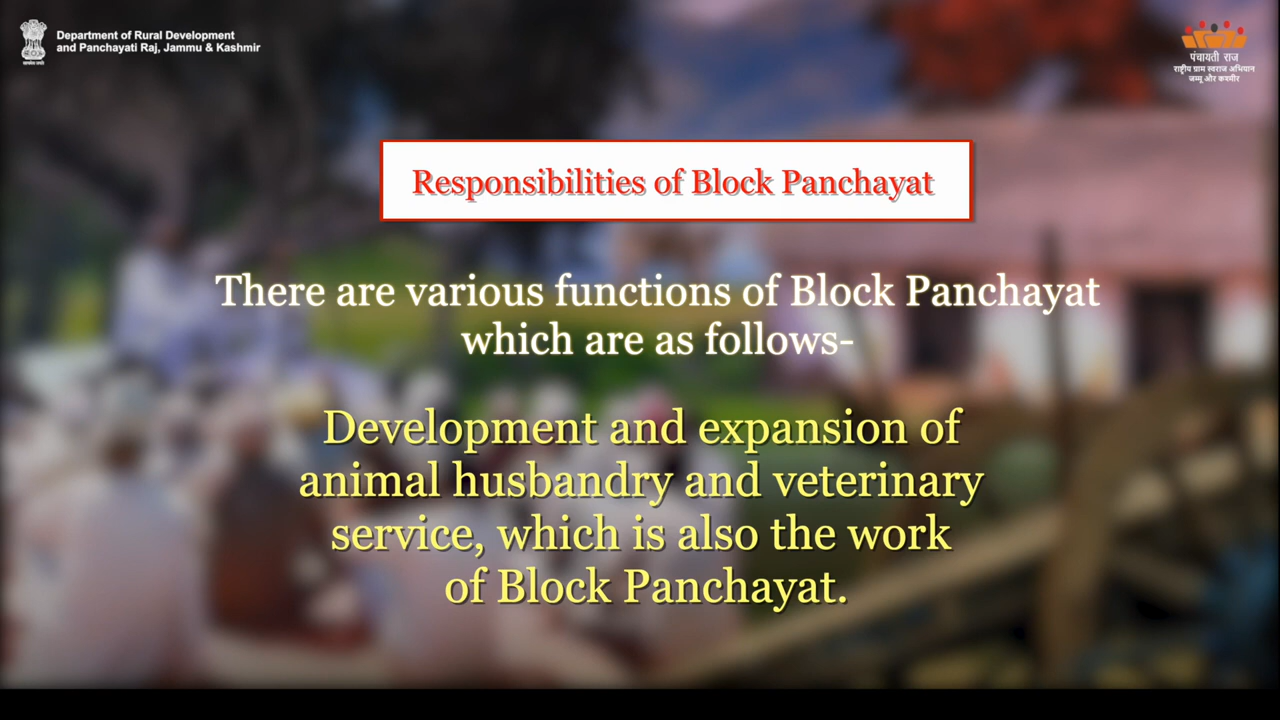 Department of Rural Development
and Panchayati Raj, Jammu & Kashmir
पंचायती राज
राष्ट्रीय ग्राम स्वराज अभियान
जम्मू और कश्मीर
Responsibilities of Block Panchayat
There are various functions of Block Panchayat
which are as follows-
Development and expansion of
animal husbandry and veterinary
service, which is also the work
of Block Panchayat.